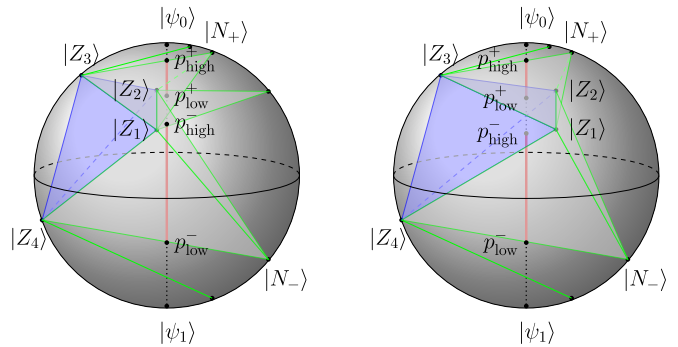 |ψ₀⟩
|N₊⟩
|Z₃⟩
p⁺high
|Z₂⟩
p⁺low
|Z₁⟩
p⁻high
|Z₄⟩
p⁻low
|N₋⟩
|ψ₁⟩
|ψ₀⟩
|N₊⟩
|Z₃⟩
p⁺high
|Z₂⟩
p⁺low
|Z₁⟩
p⁻high
|Z₄⟩
p⁻low
|N₋⟩
|ψ₁⟩